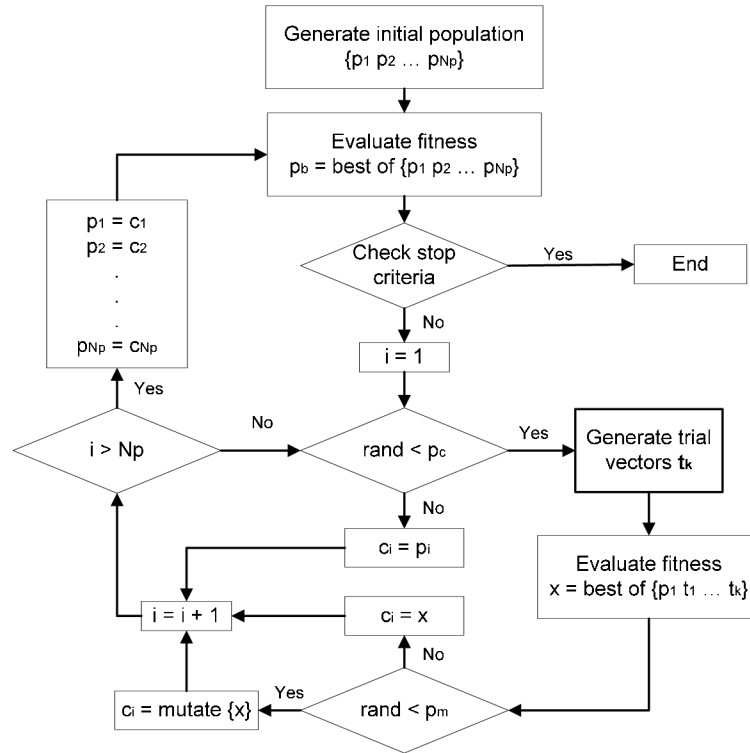 Generate initial population
{p1 p2 … pNp}
Evaluate fitness
pb = best of {p1 p2 … pNp}
p1 = c1
p2 = c2
.
.
.
pNp = cNp
Check stop
criteria
Yes
End
No
i = 1
Yes
i > Np
No
rand < pc
Yes
Generate trial
vectors tk
No
ci = pi
Evaluate fitness
x = best of {p1 t1 … tk}
i = i + 1
ci = x
No
ci = mutate {x}
Yes
rand < pm